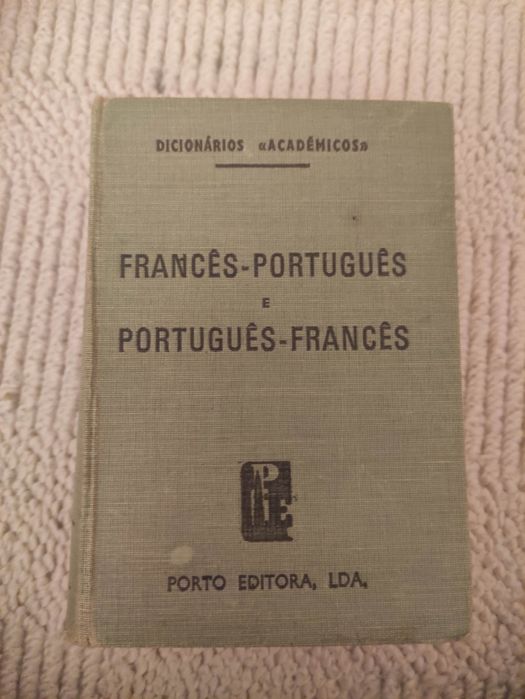 DICIONÁRIOS «ACADÉMICOS»
FRANCÊS-PORTUGUÊS
E
PORTUGUÊS-FRANCÊS
PE
PORTO EDITORA, LDA.